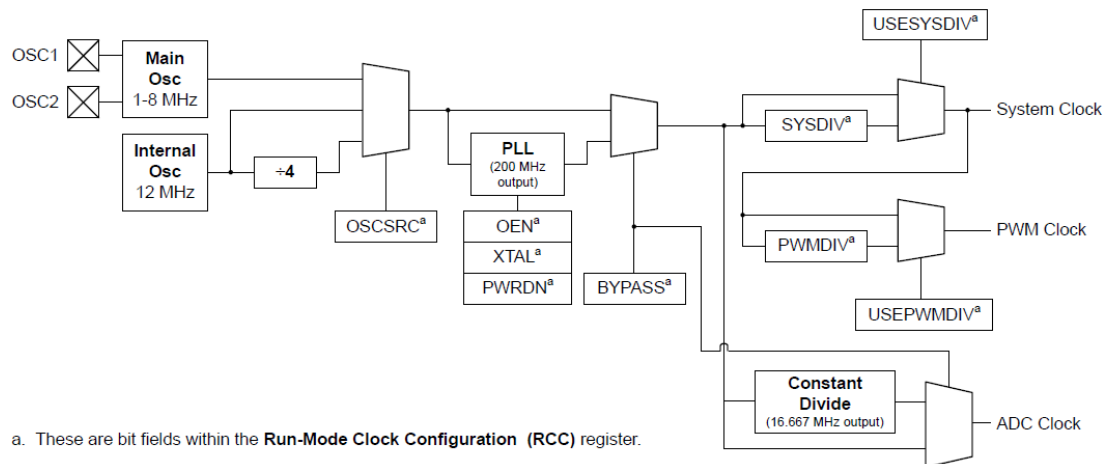 USESYSDIVa
OSC1
OSC2
Main
Osc
1-8 MHz
Internal
Osc
12 MHz
÷4
OSCSRCa
PLL
(200 MHz
output)
OENa
XTALa
PWRDNa
BYPASSa
SYSDIVa
System Clock
PWMDIVa
PWM Clock
USEPWMDIVa
Constant
Divide
(16.667 MHz output)
ADC Clock
a. These are bit fields within the Run-Mode Clock Configuration (RCC) register.